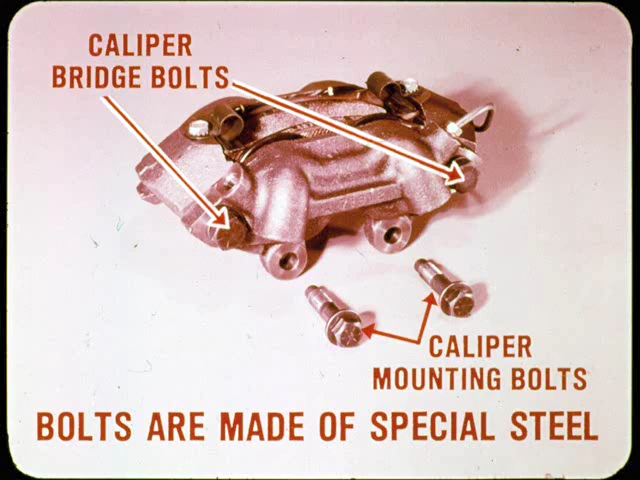 CALIPER
BRIDGE BOLTS
CALIPER
MOUNTING BOLTS
BOLTS ARE MADE OF SPECIAL STEEL